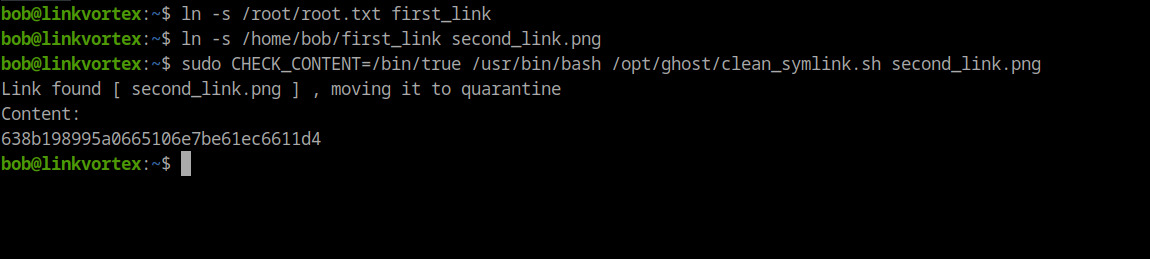 bob@linkvortex:~$ ln -s /root/root.txt first_link
bob@linkvortex:~$ ln -s /home/bob/first_link second_link.png
bob@linkvortex:~$ sudo CHECK_CONTENT=/bin/true /usr/bin/bash /opt/ghost/clean_symlink.sh second_link.png
Link found [ second_link.png ] , moving it to quarantine
Content:
638b198995a0665106e7be61ec6611d4
bob@linkvortex:~$